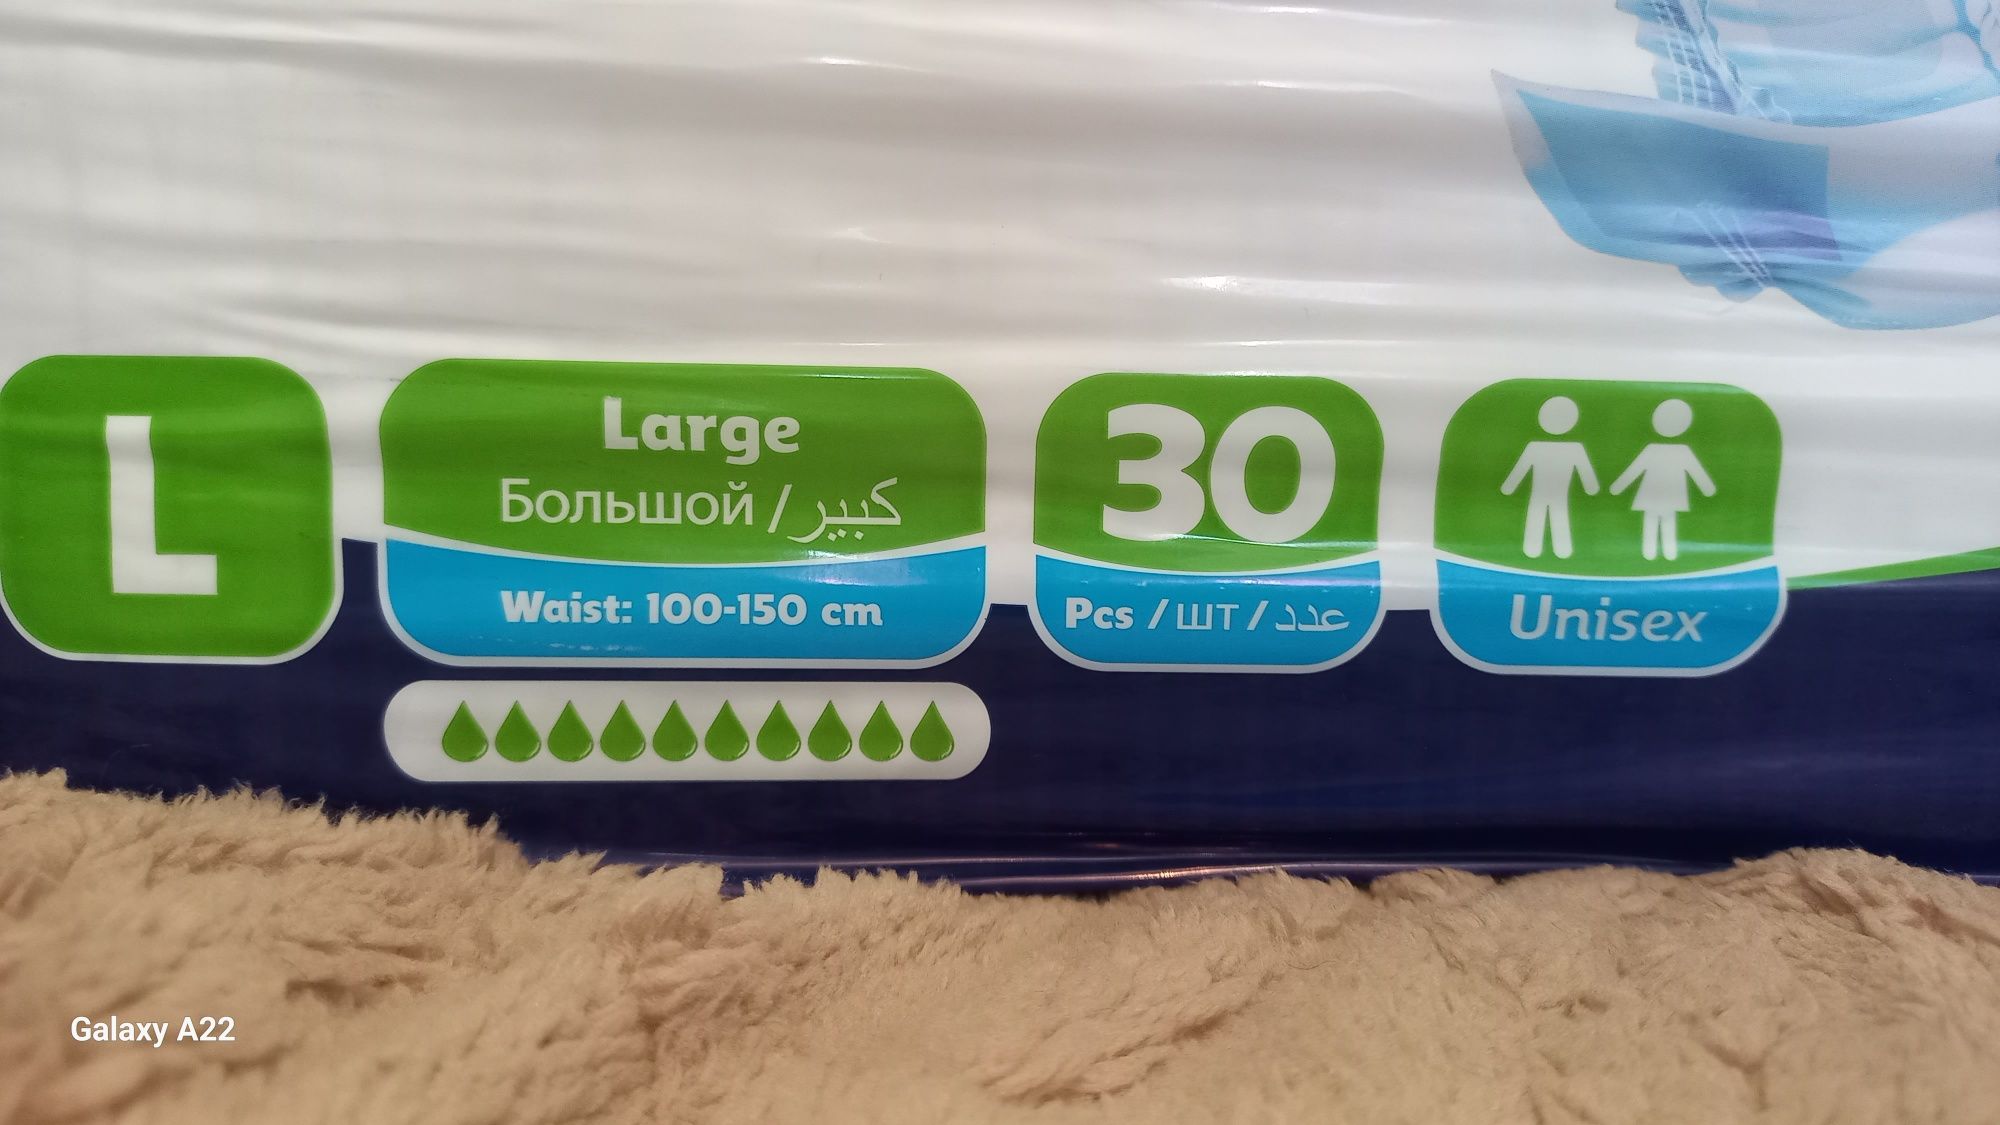 L
Large
Большой / كبير
Waist: 100-150 cm
30
Pcs / ШТ / عدد
Unisex
Galaxy A22